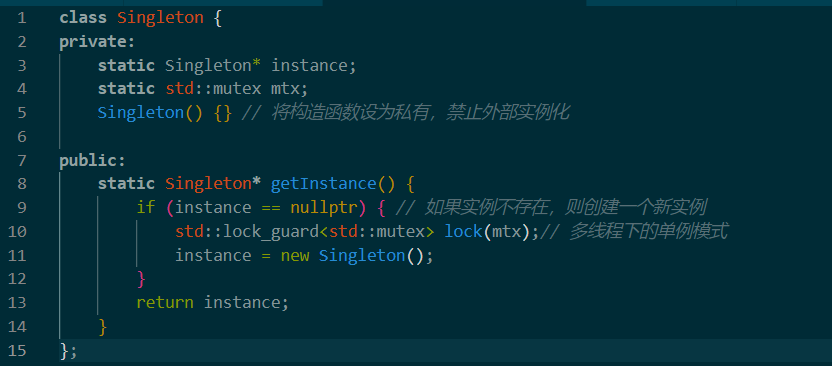 1 class Singleton {
2 private:
3     static Singleton* instance;
4     static std::mutex mtx;
5     Singleton() {} // 将构造函数设为私有，禁止外部实例化
6
7 public:
8     static Singleton* getInstance() {
9         if (instance == nullptr) { // 如果实例不存在，则创建一个新实例
10             std::lock_guard<std::mutex> lock(mtx);// 多线程下的单例模式
11             instance = new Singleton();
12         }
13         return instance;
14     }
15 };